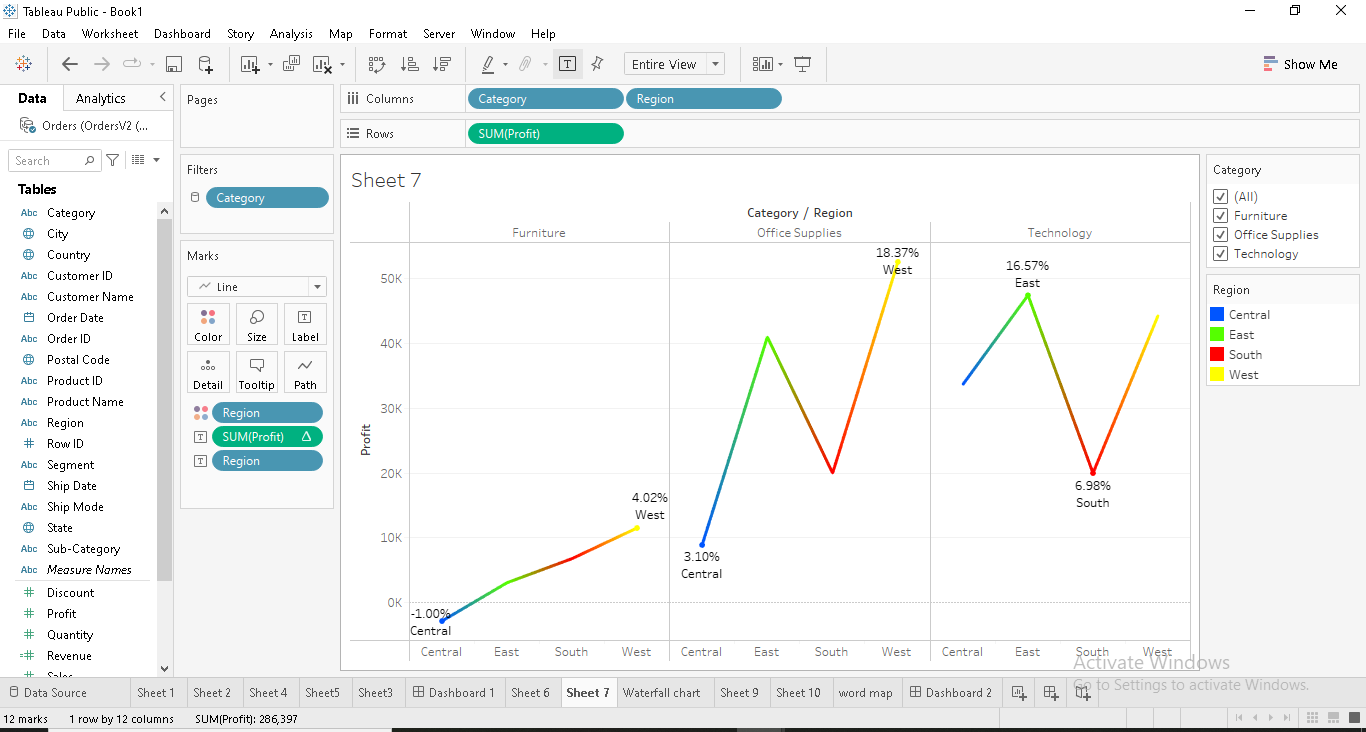 Tableau Public - Book1
File Data Worksheet Dashboard Story Analysis Map Format Server Window Help
T Entire View Show Me
Data Analytics
Orders (OrdersV2 (...
Search
Tables
Abc Category
City
Country
Abc Customer ID
Abc Customer Name
Order Date
Abc Order ID
Postal Code
Abc Product ID
Abc Product Name
Abc Region
# Row ID
Abc Segment
Ship Date
Abc Ship Mode
State
Abc Sub-Category
Abc Measure Names
# Discount
# Profit
# Quantity
=# Revenue
Pages
Filters
Category
Marks
Line
Color Size T Label
Detail Tooltip Path
Region
T SUM(Profit) Δ
T Region
Columns Category Region
Rows SUM(Profit)
Sheet 7
Category / Region
Furniture Office Supplies Technology
Profit
50K
40K
30K
20K
10K
0K
-1.00%
Central
4.02%
West
3.10%
Central
18.37%
West
16.57%
East
6.98%
South
Central East South West Central East South West Central East South West
Category
(All)
Furniture
Office Supplies
Technology
Region
Central
East
South
West
Activate Windows
Go to Settings to activate Windows.
Data Source Sheet 1 Sheet 2 Sheet 4 Sheet5 Sheet3 Dashboard 1 Sheet 6 Sheet 7 Waterfall chart Sheet 9 Sheet 10 word map Dashboard 2
12 marks 1 row by 12 columns SUM(Profit): 286,397